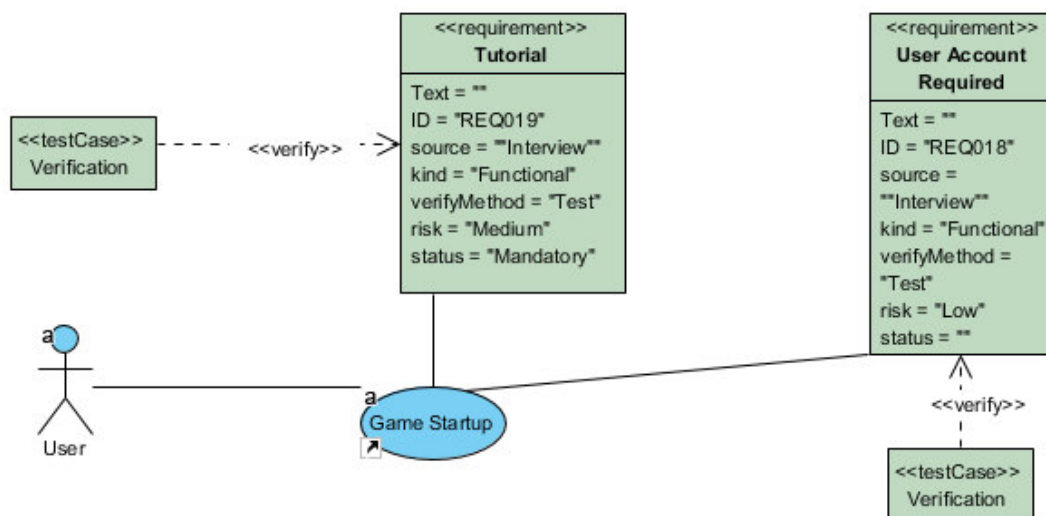 <<requirement>>
Tutorial
Text = ""
ID = "REQ019"
source = ""Interview""
kind = "Functional"
verifyMethod = "Test"
risk = "Medium"
status = "Mandatory"
<<requirement>>
User Account
Required
Text = ""
ID = "REQ018"
source =
""Interview""
kind = "Functional"
verifyMethod =
"Test"
risk = "Low"
status = ""
<<testCase>>
Verification
<<verify>>
a
User
a
Game Startup
<<verify>>
<<testCase>>
Verification